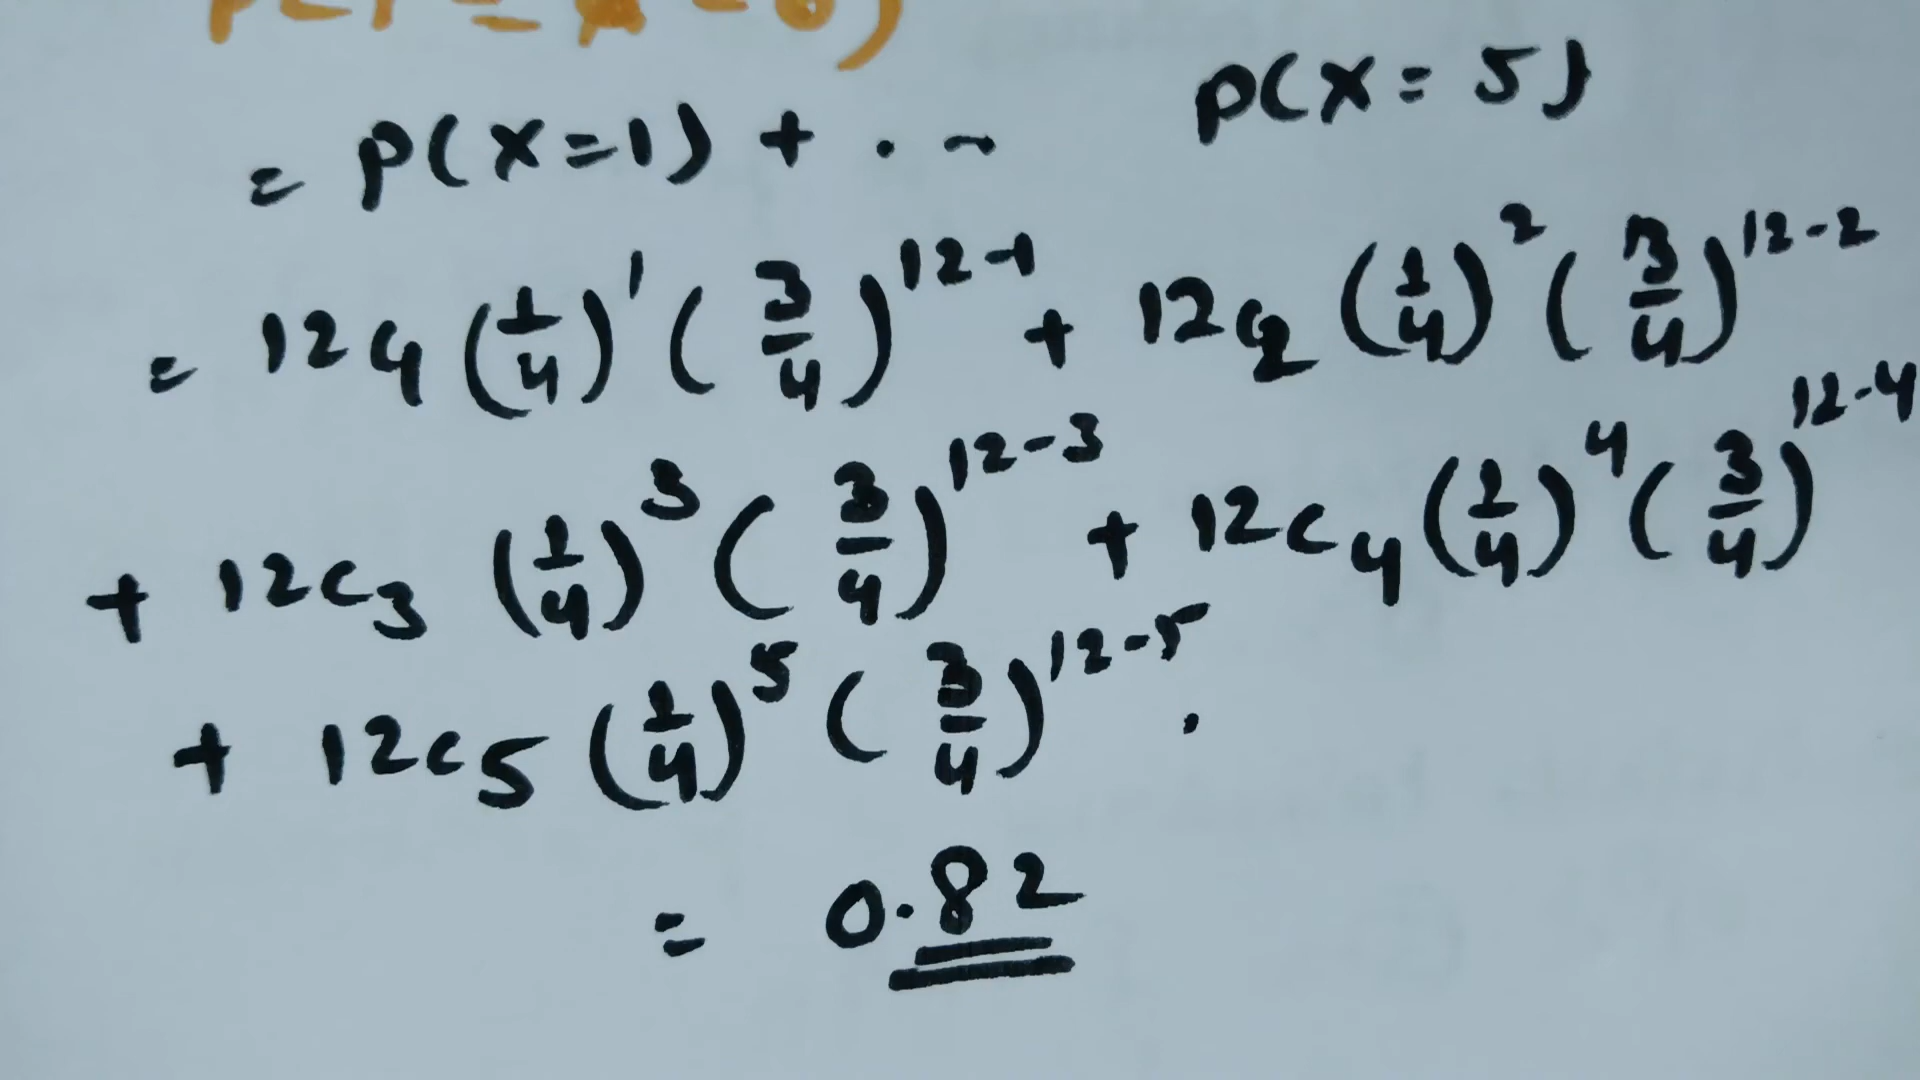 = P(X=1) + . ~ P(X= 5)
= 12C1 (1/4)^1 (3/4)^12-1 + 12C2 (1/4)^2 (3/4)^12-2
+ 12C3 (1/4)^3 (3/4)^12-3 + 12C4 (1/4)^4 (3/4)^12-4
+ 12C5 (1/4)^5 (3/4)^12-5 .
= 0.82